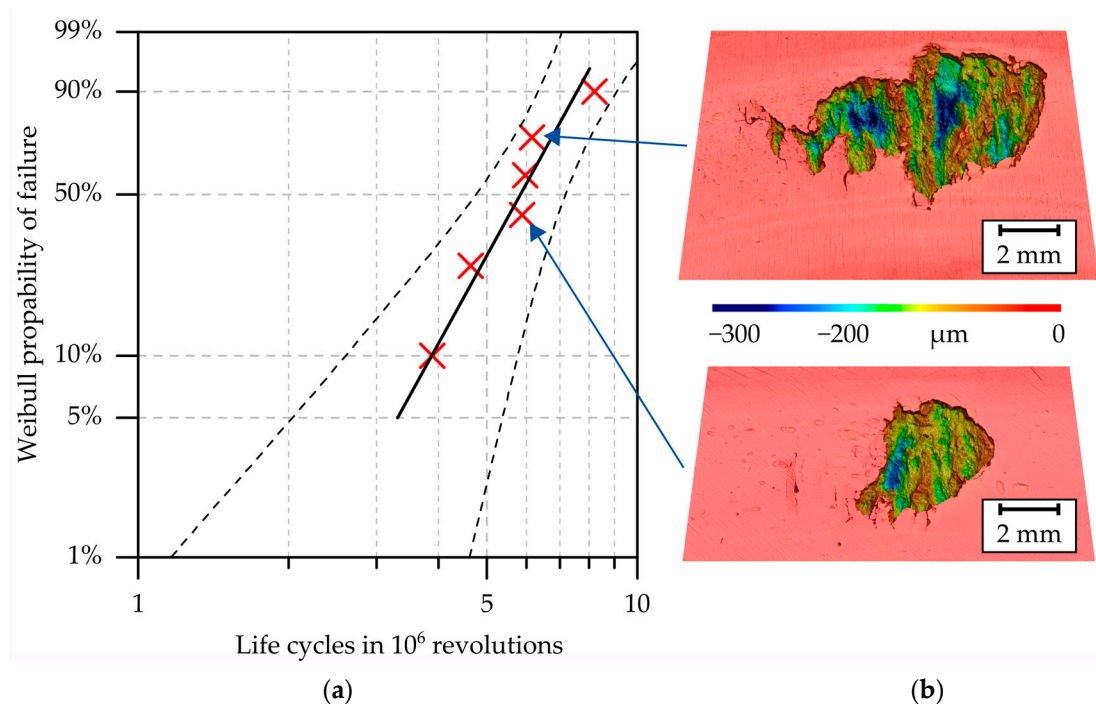 99%
90%
50%
10%
5%
1%
Weibull propability of failure
1 5 10
Life cycles in 10⁶ revolutions
(a)
2 mm
−300 −200 µm 0
2 mm
(b)